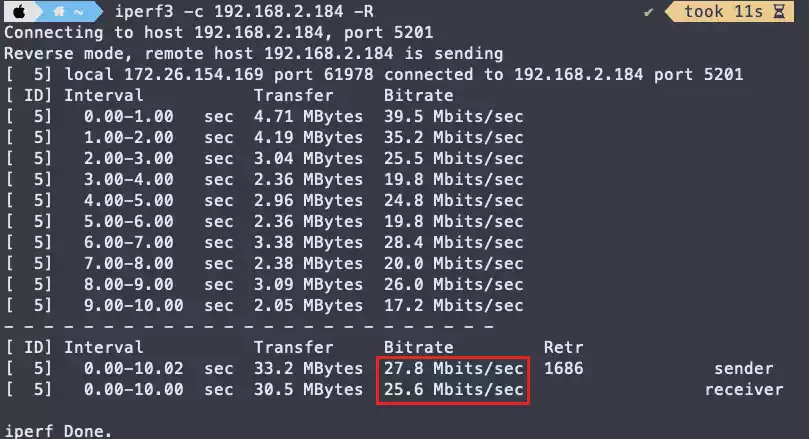 ~ iperf3 -c 192.168.2.184 -R ✔ took 11s
Connecting to host 192.168.2.184, port 5201
Reverse mode, remote host 192.168.2.184 is sending
[  5] local 172.26.154.169 port 61978 connected to 192.168.2.184 port 5201
[ ID] Interval           Transfer     Bitrate
[  5]   0.00-1.00   sec  4.71 MBytes  39.5 Mbits/sec
[  5]   1.00-2.00   sec  4.19 MBytes  35.2 Mbits/sec
[  5]   2.00-3.00   sec  3.04 MBytes  25.5 Mbits/sec
[  5]   3.00-4.00   sec  2.36 MBytes  19.8 Mbits/sec
[  5]   4.00-5.00   sec  2.96 MBytes  24.8 Mbits/sec
[  5]   5.00-6.00   sec  2.36 MBytes  19.8 Mbits/sec
[  5]   6.00-7.00   sec  3.38 MBytes  28.4 Mbits/sec
[  5]   7.00-8.00   sec  2.38 MBytes  20.0 Mbits/sec
[  5]   8.00-9.00   sec  3.09 MBytes  26.0 Mbits/sec
[  5]   9.00-10.00  sec  2.05 MBytes  17.2 Mbits/sec
- - - - - - - - - - - - - - - - - - - - - - - - -
[ ID] Interval           Transfer     Bitrate         Retr
[  5]   0.00-10.02  sec  33.2 MBytes  27.8 Mbits/sec  1686             sender
[  5]   0.00-10.00  sec  30.5 MBytes  25.6 Mbits/sec                  receiver
iperf Done.